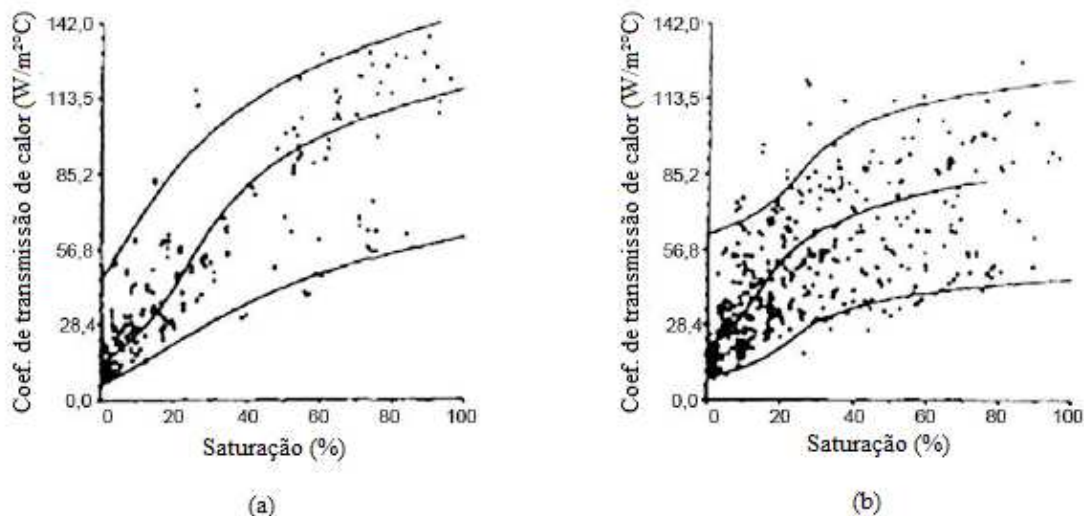 Coef. de transmissão de calor (W/m²°C)
142,0
113,5
85,2
56,8
28,4
0,0
0 20 40 60 80 100
Saturação (%)
(a)
Coef. de transmissão de calor (W/m²°C)
142,0
113,5
85,2
56,8
28,4
0,0
0 20 40 60 80 100
Saturação (%)
(b)